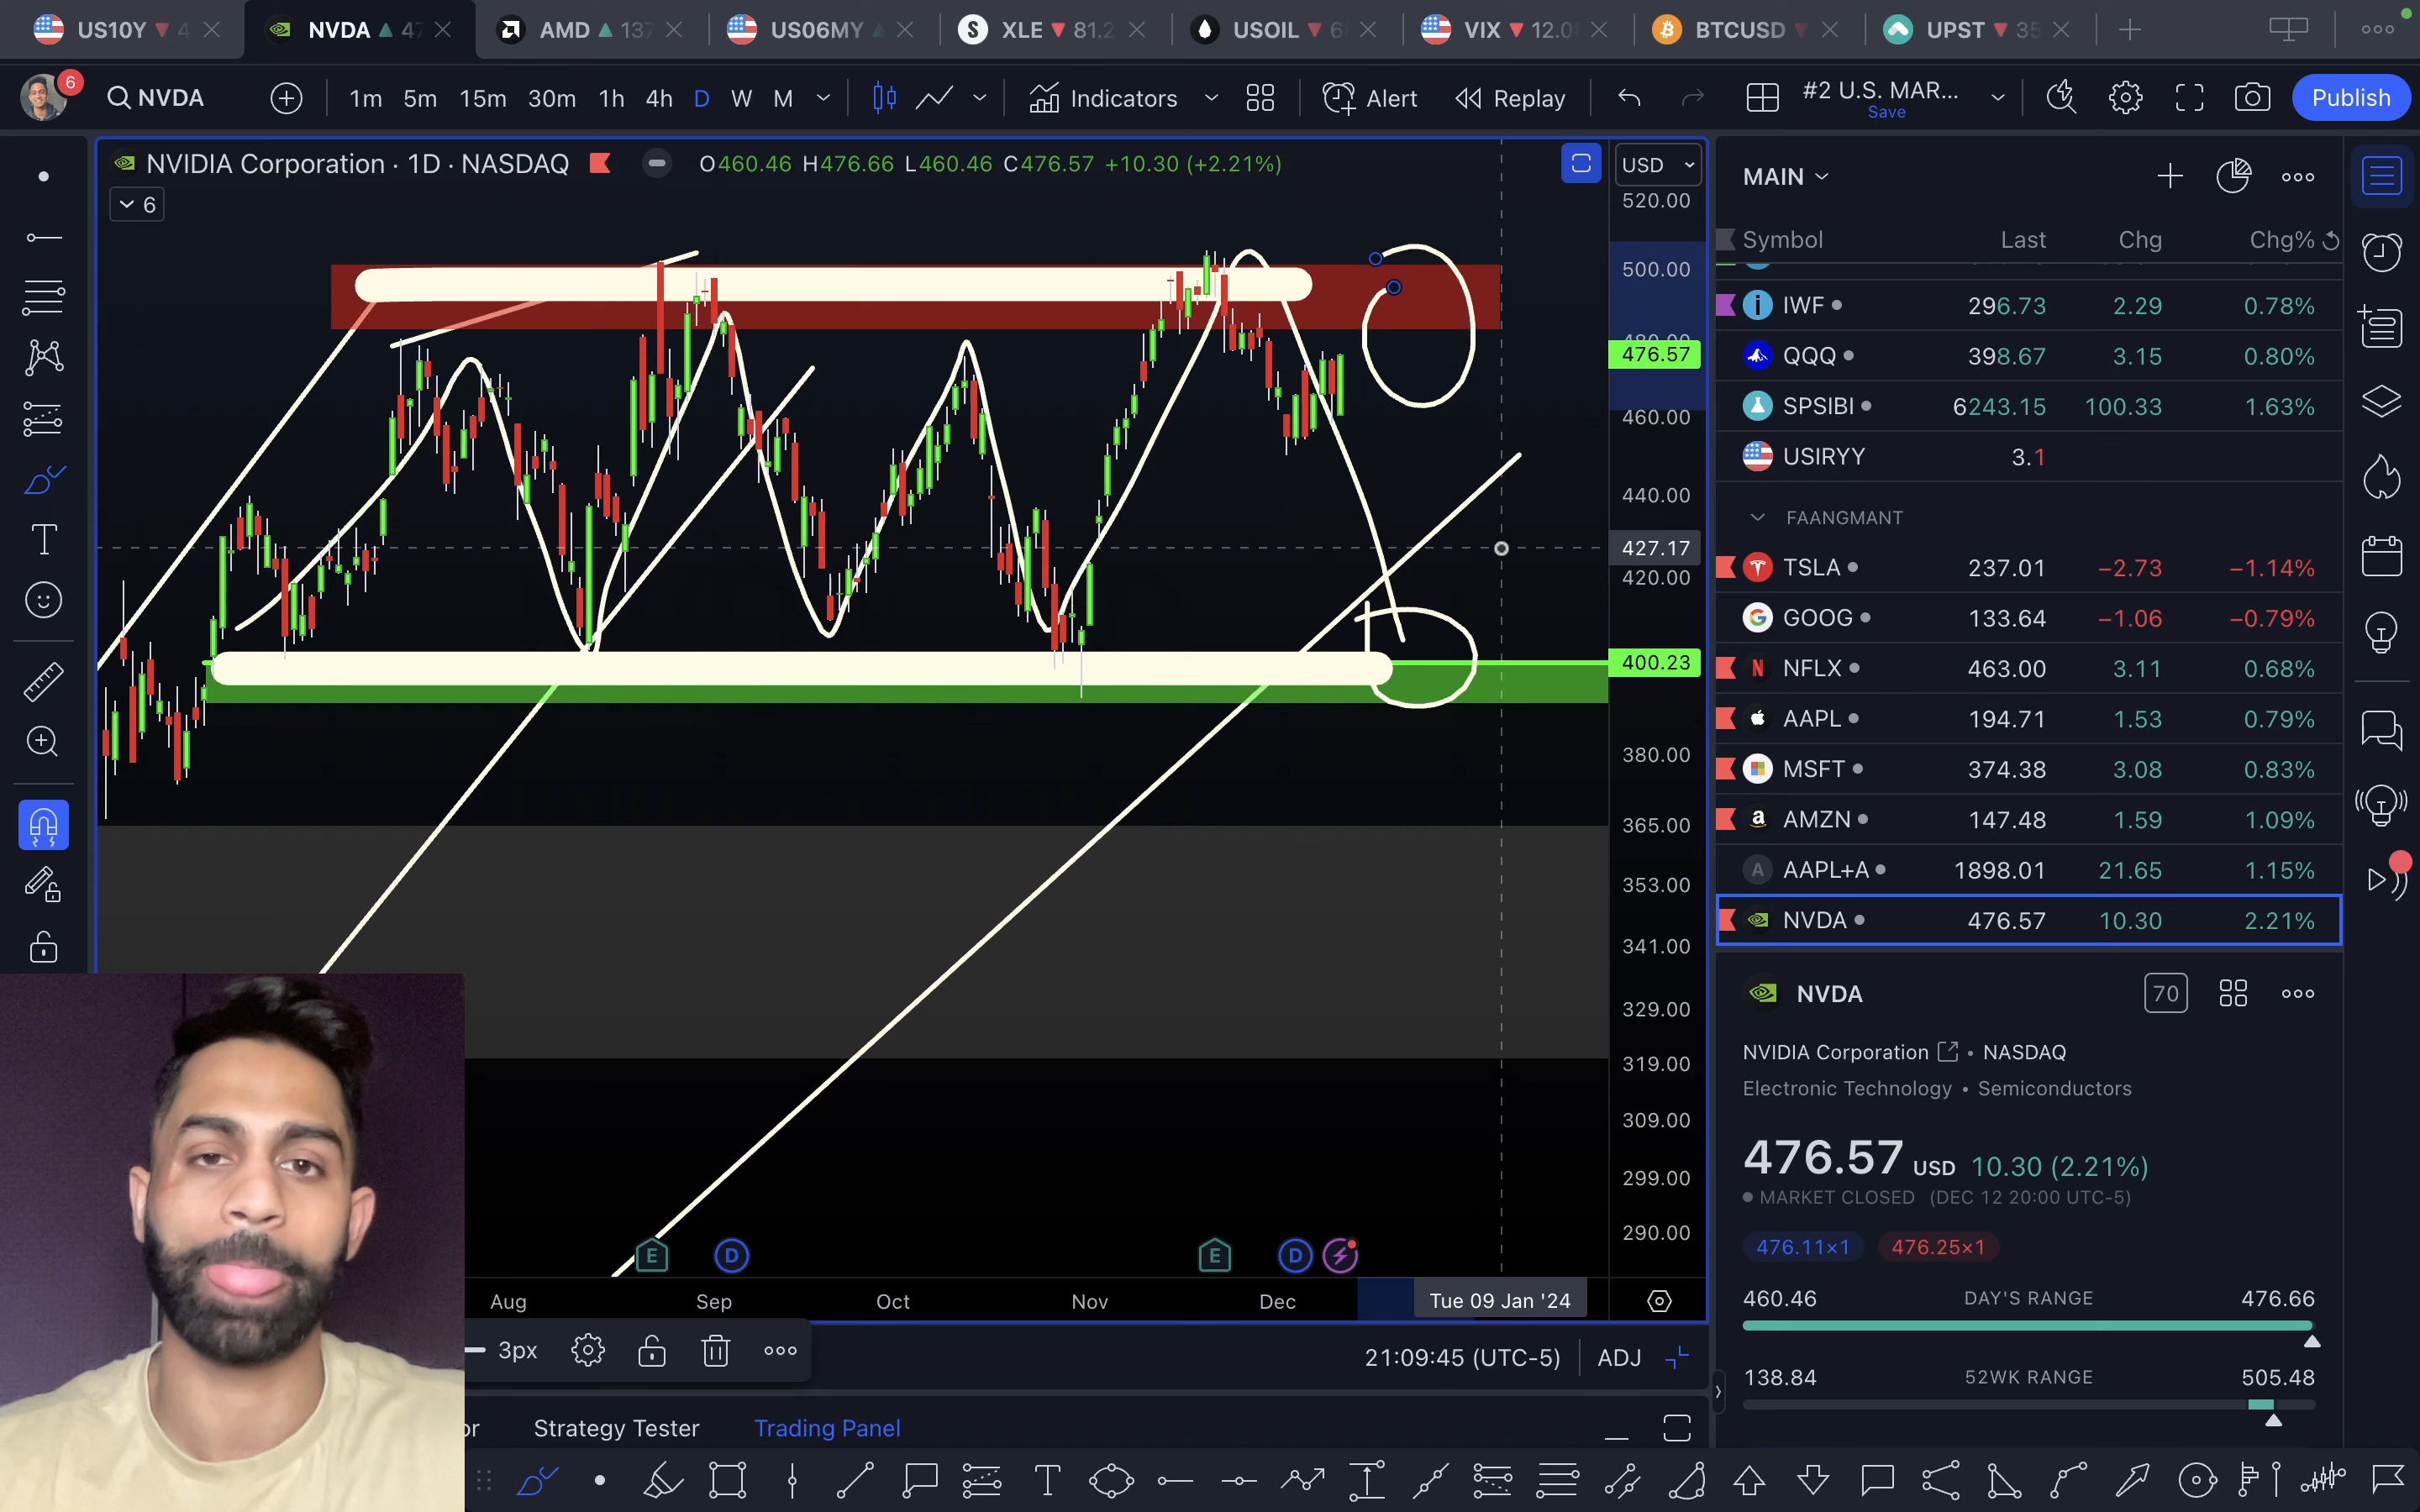 US10Y 4
NVDA 47
AMD 137
US06MY
XLE 81.2
USOIL 6
VIX 12.0
BTCUSD
UPST 35
6
NVDA
1m 5m 15m 30m 1h 4h D W M
Indicators
Alert
Replay
#2 U.S. MAR...
Save
Publish
NVIDIA Corporation · 1D · NASDAQ
O460.46 H476.66 L460.46 C476.57 +10.30 (+2.21%)
6
USD
520.00
500.00
480.00
476.57
460.00
440.00
427.17
420.00
400.23
380.00
365.00
353.00
341.00
329.00
319.00
309.00
299.00
290.00
E
D
E
D
Aug Sep Oct Nov Dec
Tue 09 Jan '24
3px
21:09:45 (UTC-5)
ADJ
Strategy Tester
Trading Panel
MAIN
Symbol Last Chg Chg%
IWF 296.73 2.29 0.78%
QQQ 398.67 3.15 0.80%
SPSIBI 6243.15 100.33 1.63%
USIRYY 3.1
FAANGMANT
TSLA 237.01 −2.73 −1.14%
GOOG 133.64 −1.06 −0.79%
NFLX 463.00 3.11 0.68%
AAPL 194.71 1.53 0.79%
MSFT 374.38 3.08 0.83%
AMZN 147.48 1.59 1.09%
A AAPL+A 1898.01 21.65 1.15%
NVDA 476.57 10.30 2.21%
NVDA
70
NVIDIA Corporation • NASDAQ
Electronic Technology • Semiconductors
476.57 USD 10.30 (2.21%)
MARKET CLOSED (DEC 12 20:00 UTC-5)
476.11×1 476.25×1
460.46 DAY'S RANGE 476.66
138.84 52WK RANGE 505.48